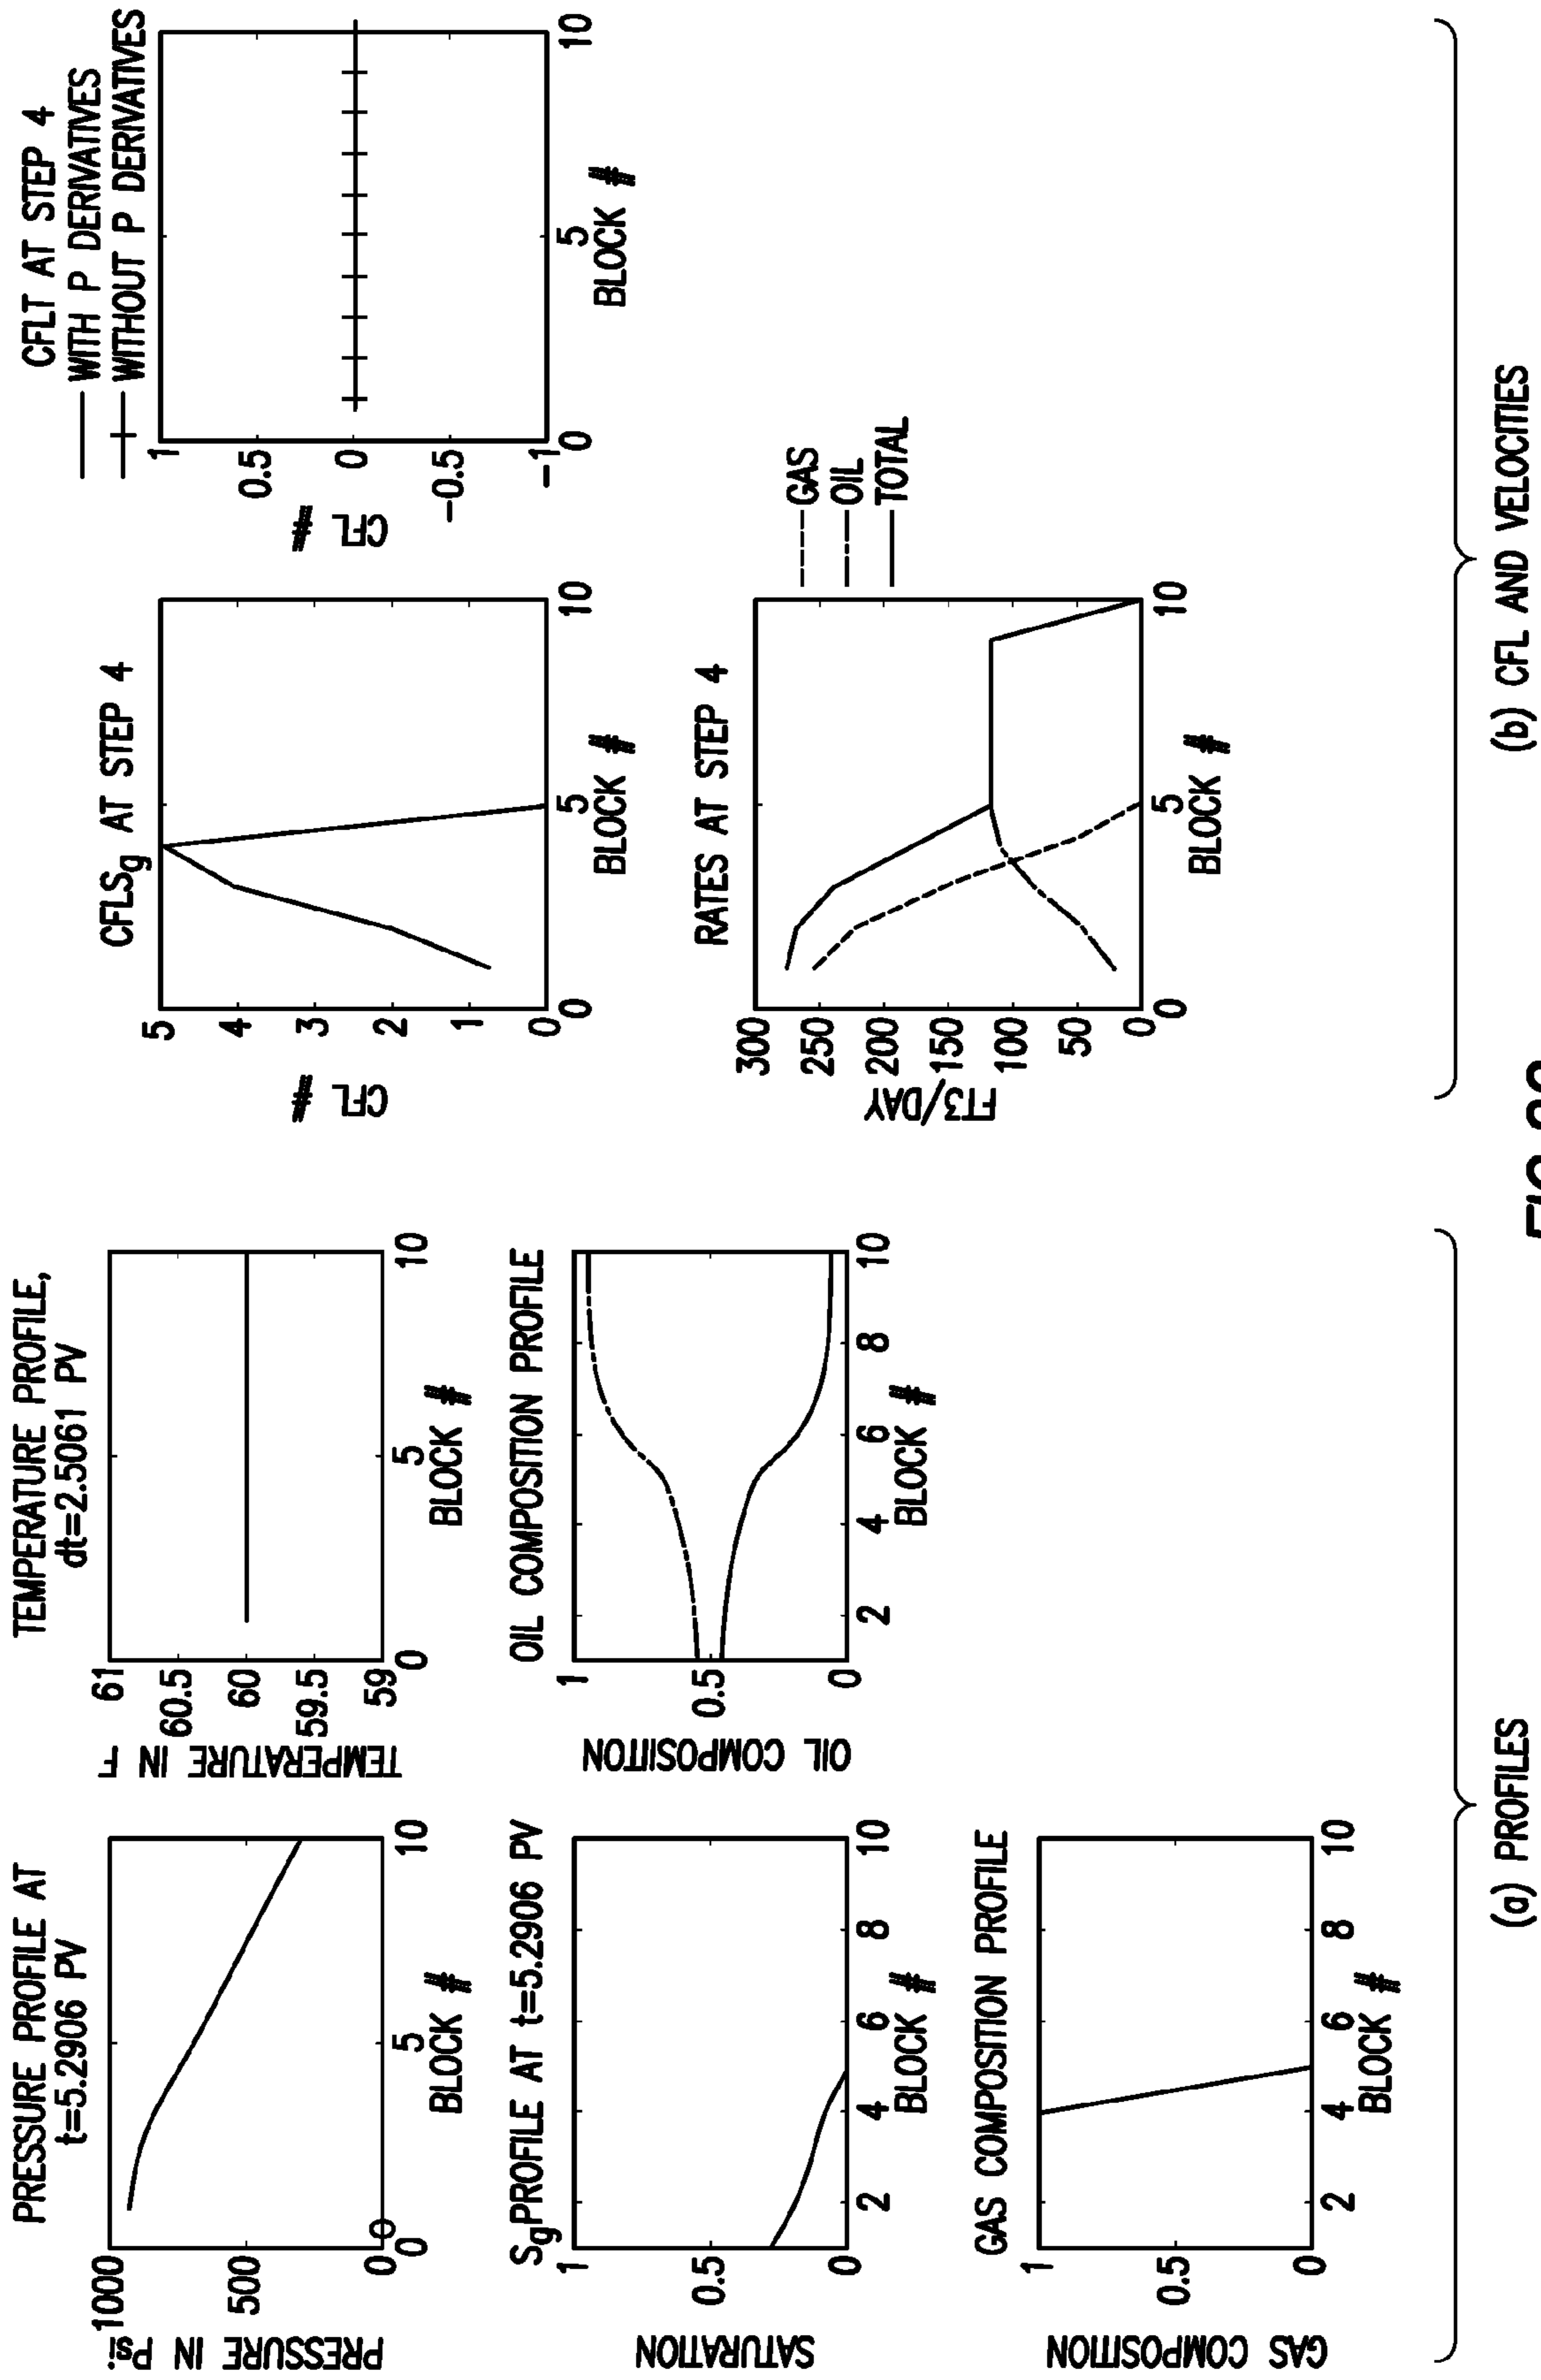 PRESSURE PROFILE AT
t=5.2906 PV
PRESSURE IN Psi
1000
500
0
0
5
10
BLOCK #
TEMPERATURE PROFILE,
dt=2.5061 PV
TEMPERATURE IN F
61
60.5
60
59.5
59
0
5
10
BLOCK #
SgPROFILE AT t=5.2906 PV
SATURATION
1
0.5
0
2
4
6
8
10
BLOCK #
OIL COMPOSITION PROFILE
OIL COMPOSIITON
1
0.5
0
2
4
6
8
10
BLOCK #
GAS COMPOSITION PROFILE
GAS COMPOSITION
1
0.5
0
2
4
6
8
10
BLOCK #
(a) PROFILES
CFLSg AT STEP 4
CFL #
5
4
3
2
1
0
0
5
10
BLOCK #
CFLT AT STEP 4
WITH P DERIVATIVES
WITHOUT P DERIVATIVES
CFL #
1
0.5
0
-0.5
-1
0
5
10
BLOCK #
RATES AT STEP 4
FT3/DAY
300
250
200
150
100
50
0
0
5
10
BLOCK #
GAS
OIL
TOTAL
(b) CFL AND VELOCITIES